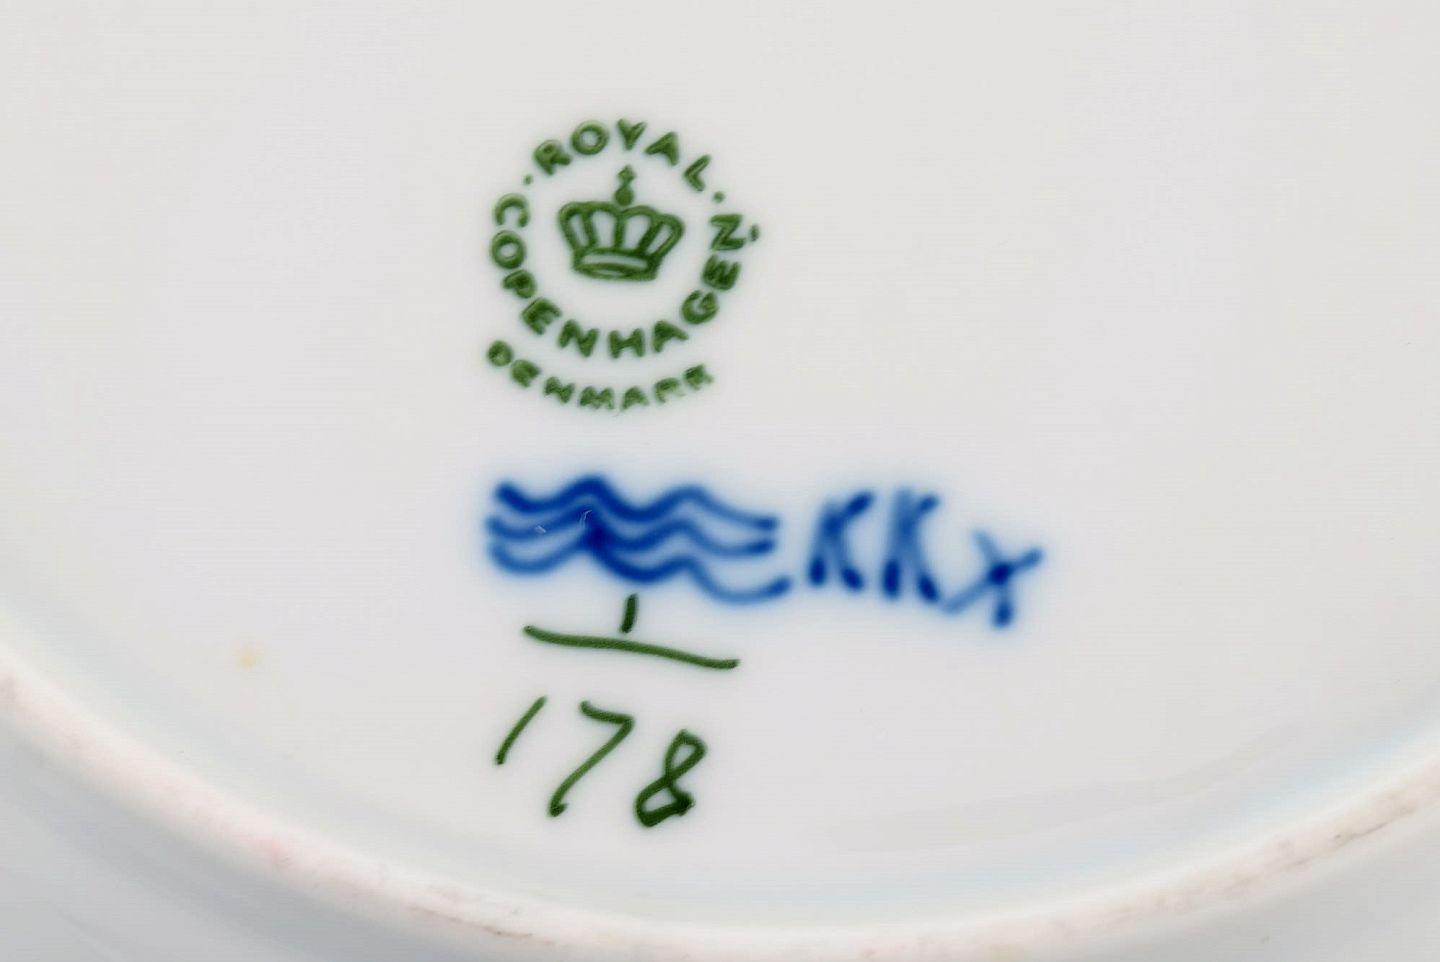 ROYAL
COPENHAGEN
DENMARK
KK X
1
178